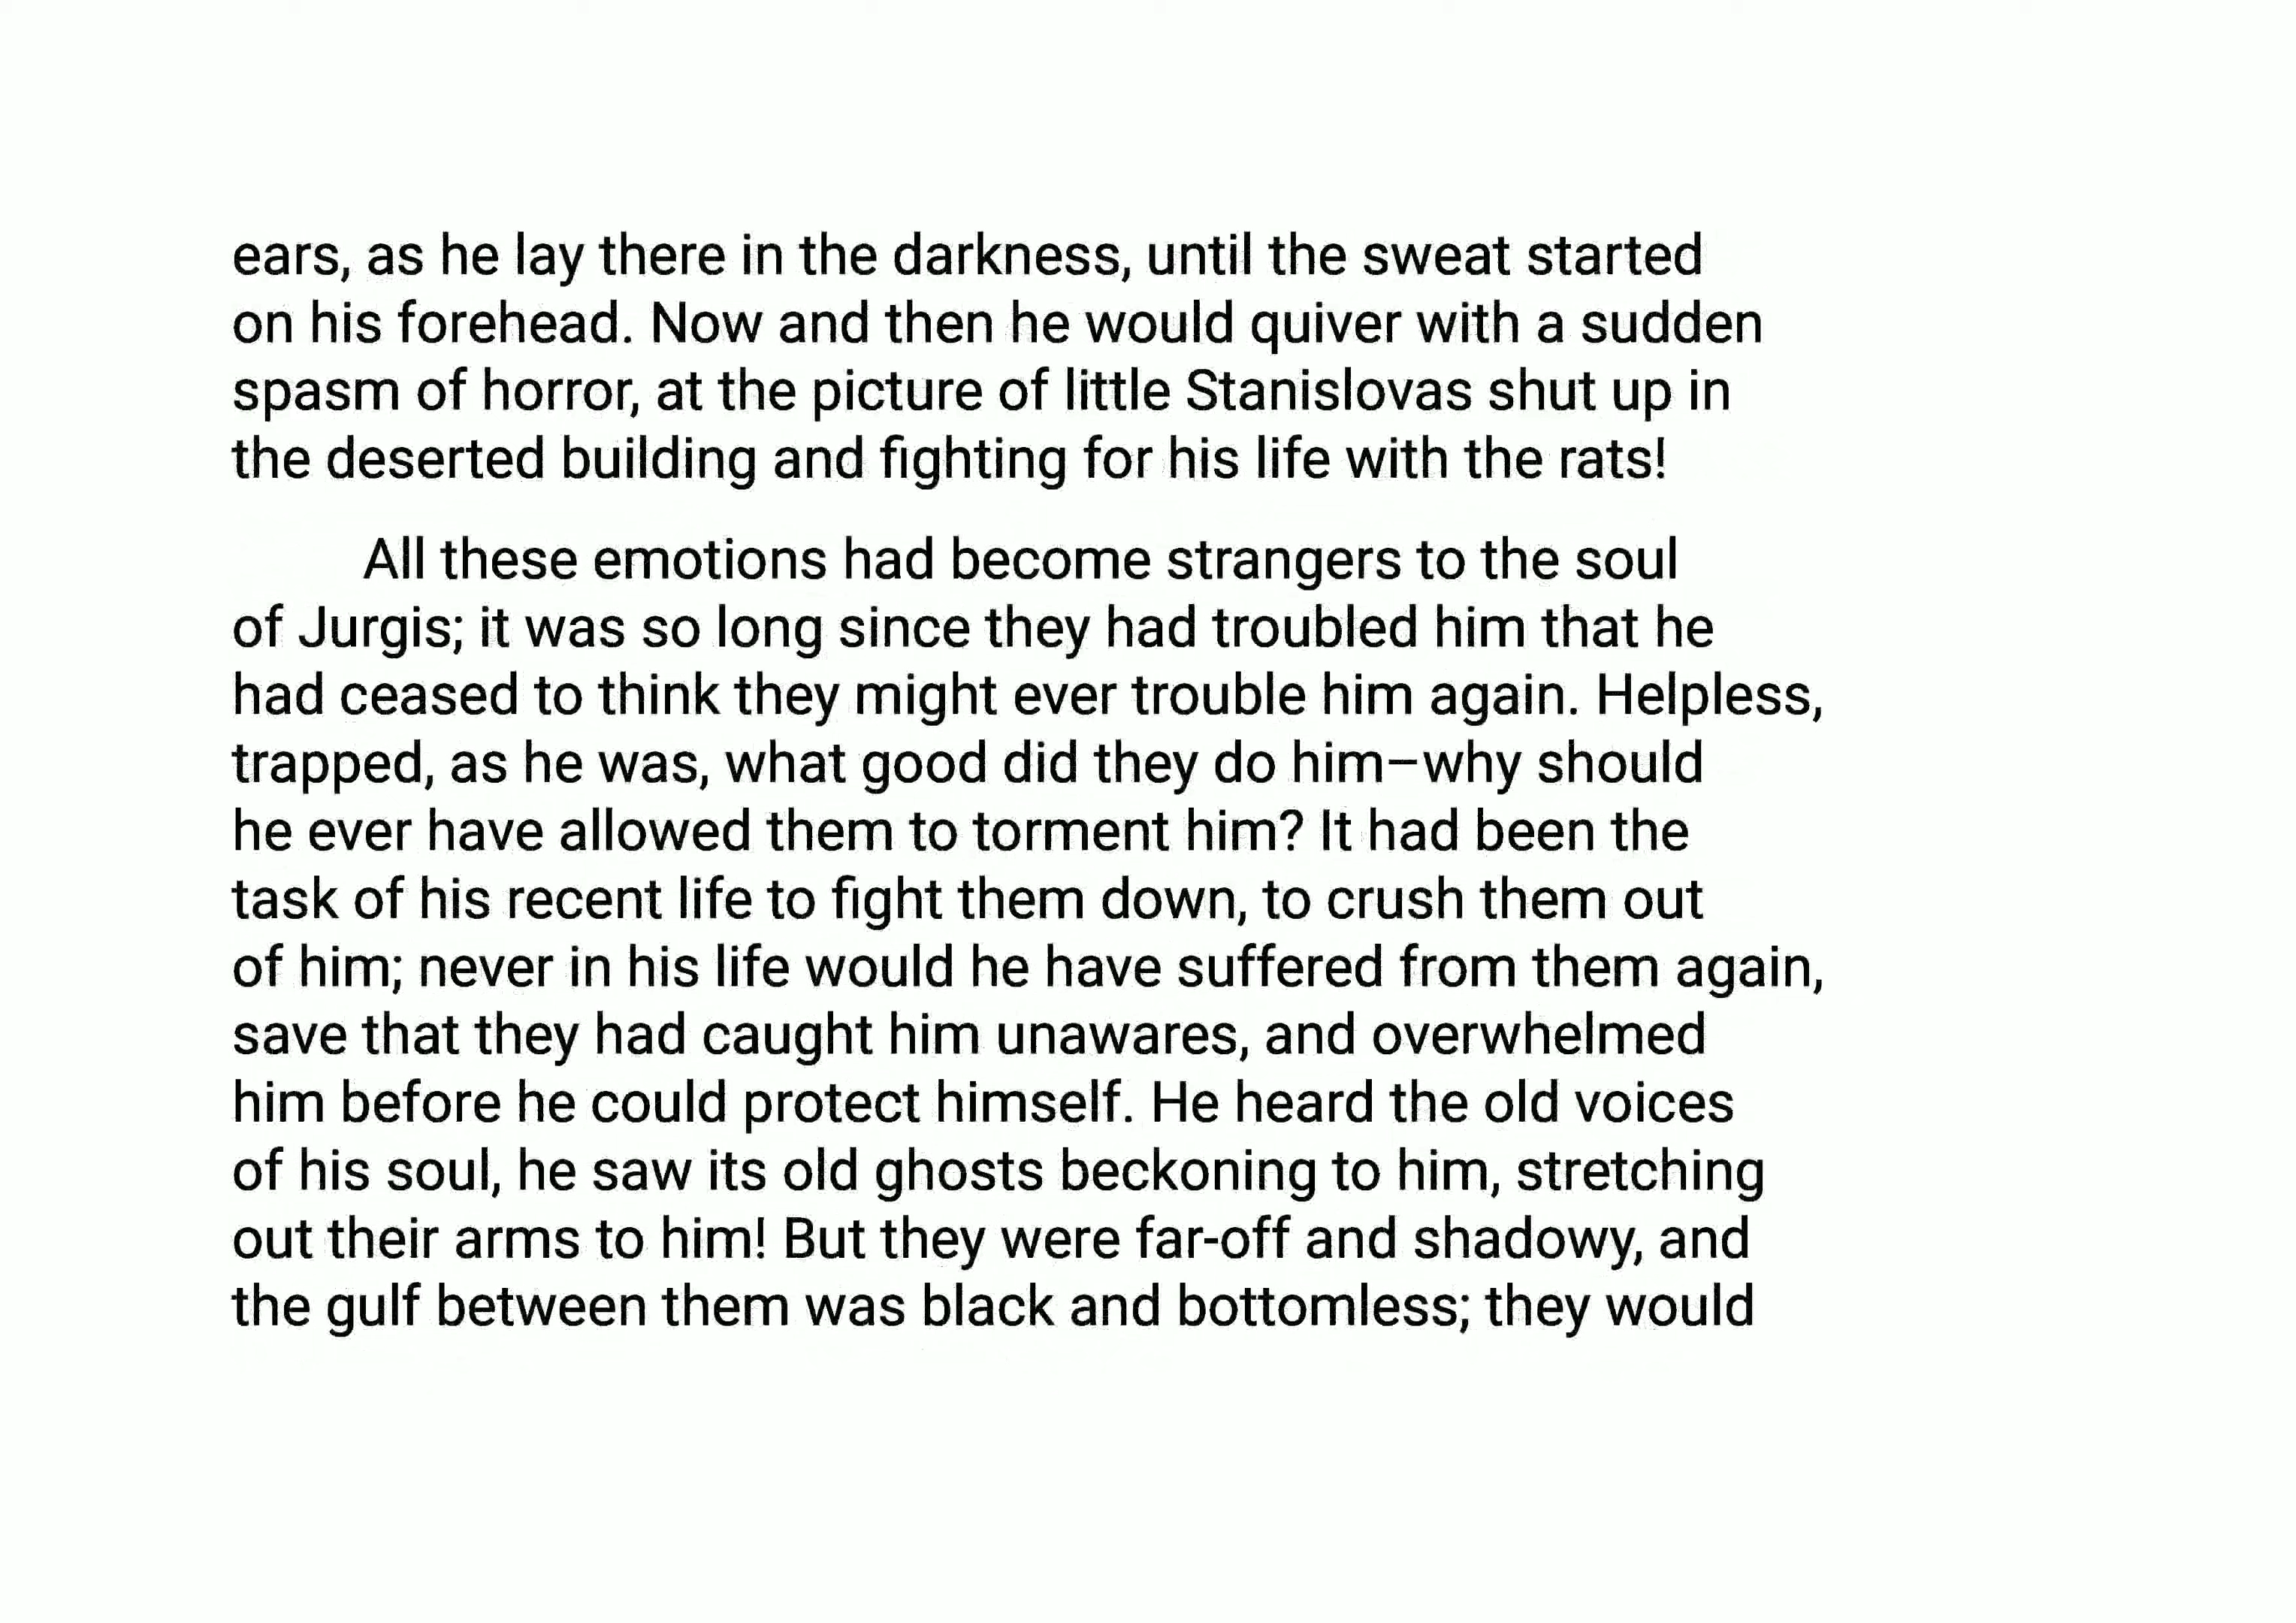 ears, as he lay there in the darkness, until the sweat started
on his forehead. Now and then he would quiver with a sudden
spasm of horror, at the picture of little Stanislovas shut up in
the deserted building and fighting for his life with the rats!
All these emotions had become strangers to the soul
of Jurgis; it was so long since they had troubled him that he
had ceased to think they might ever trouble him again. Helpless,
trapped, as he was, what good did they do him–why should
he ever have allowed them to torment him? It had been the
task of his recent life to fight them down, to crush them out
of him; never in his life would he have suffered from them again,
save that they had caught him unawares, and overwhelmed
him before he could protect himself. He heard the old voices
of his soul, he saw its old ghosts beckoning to him, stretching
out their arms to him! But they were far-off and shadowy, and
the gulf between them was black and bottomless; they would